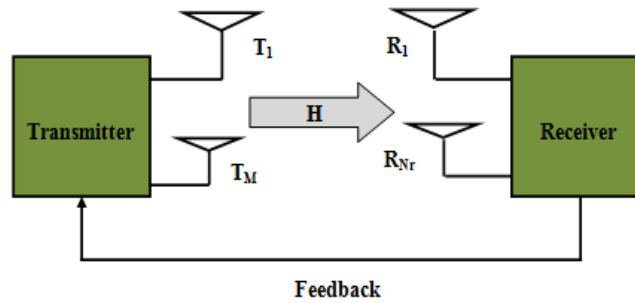 T1
R1
Transmitter
H
Receiver
TM
RNr
Feedback